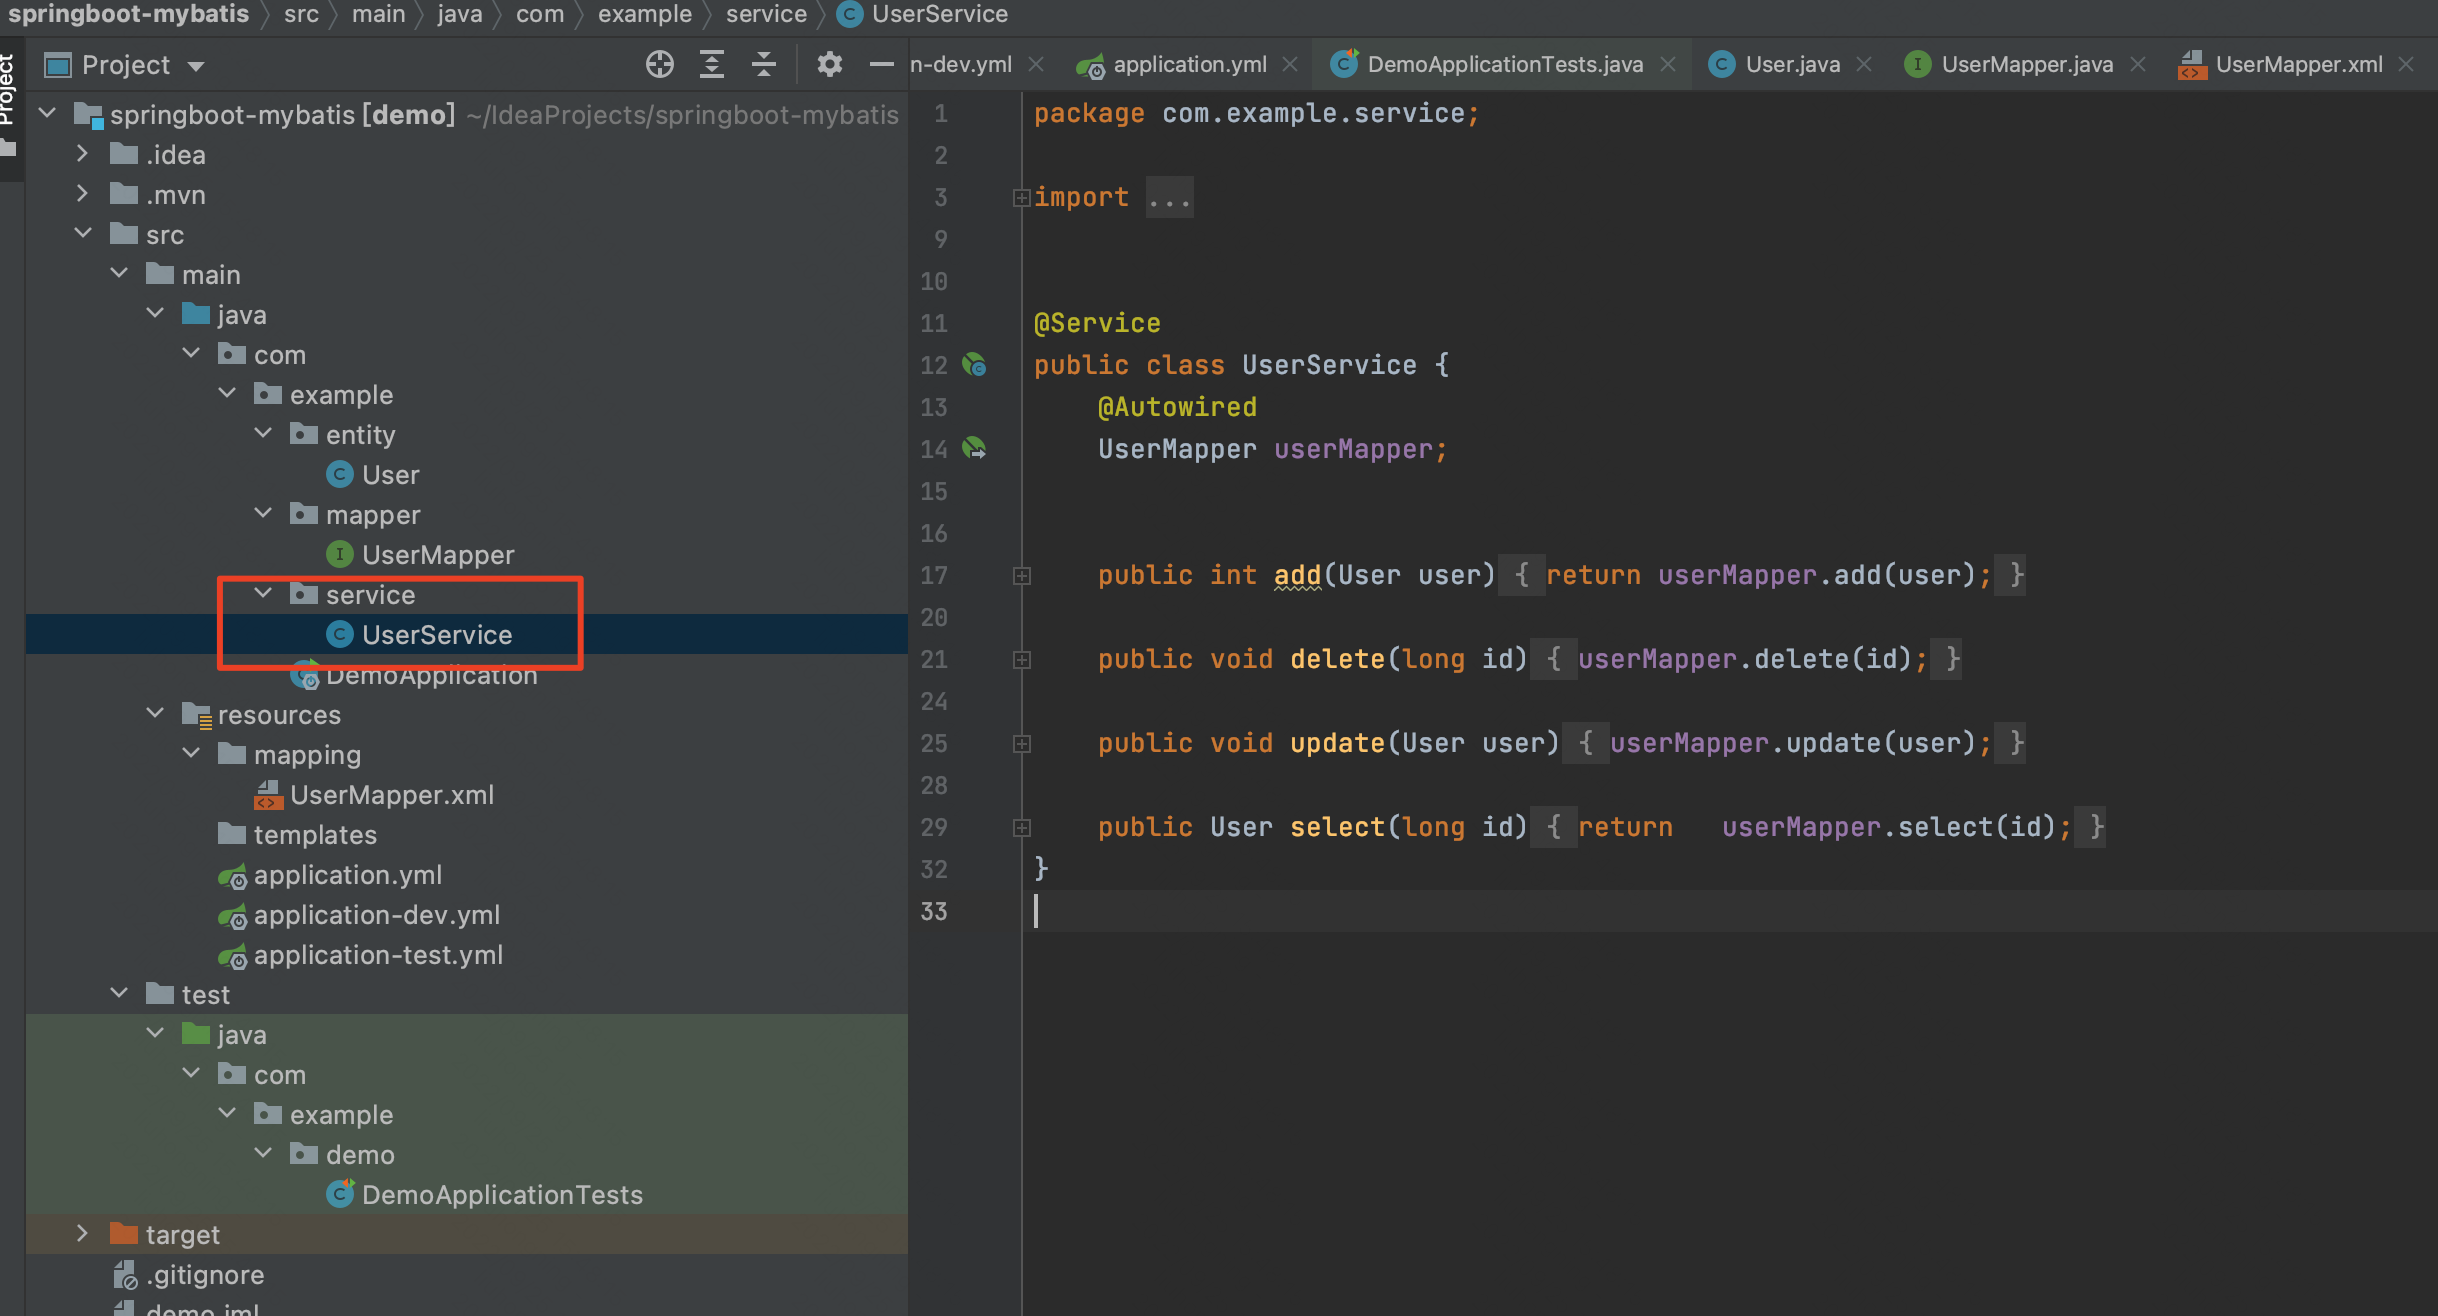 springboot-mybatis src main java com example service UserService
Project
Project
n-dev.yml application.yml DemoApplicationTests.java User.java UserMapper.java UserMapper.xml
springboot-mybatis [demo] ~/IdeaProjects/springboot-mybatis
.idea
.mvn
src
main
java
com
example
entity
User
mapper
UserMapper
service
UserService
DemoApplication
resources
mapping
UserMapper.xml
templates
application.yml
application-dev.yml
application-test.yml
test
java
com
example
demo
DemoApplicationTests
target
.gitignore
demo.iml
1 package com.example.service;
2
3 import ...
9
10
11 @Service
12 public class UserService {
13 @Autowired
14 UserMapper userMapper;
15
16
17 public int add(User user) { return userMapper.add(user); }
20
21 public void delete(long id) { userMapper.delete(id); }
24
25 public void update(User user) { userMapper.update(user); }
28
29 public User select(long id) { return userMapper.select(id); }
32 }
33